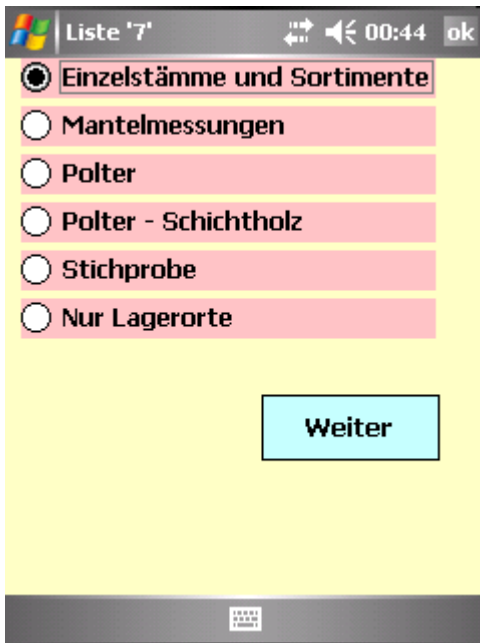 Liste '7' 00:44 ok
Einzelstämme und Sortimente
Mantelmessungen
Polter
Polter - Schichtholz
Stichprobe
Nur Lagerorte
Weiter